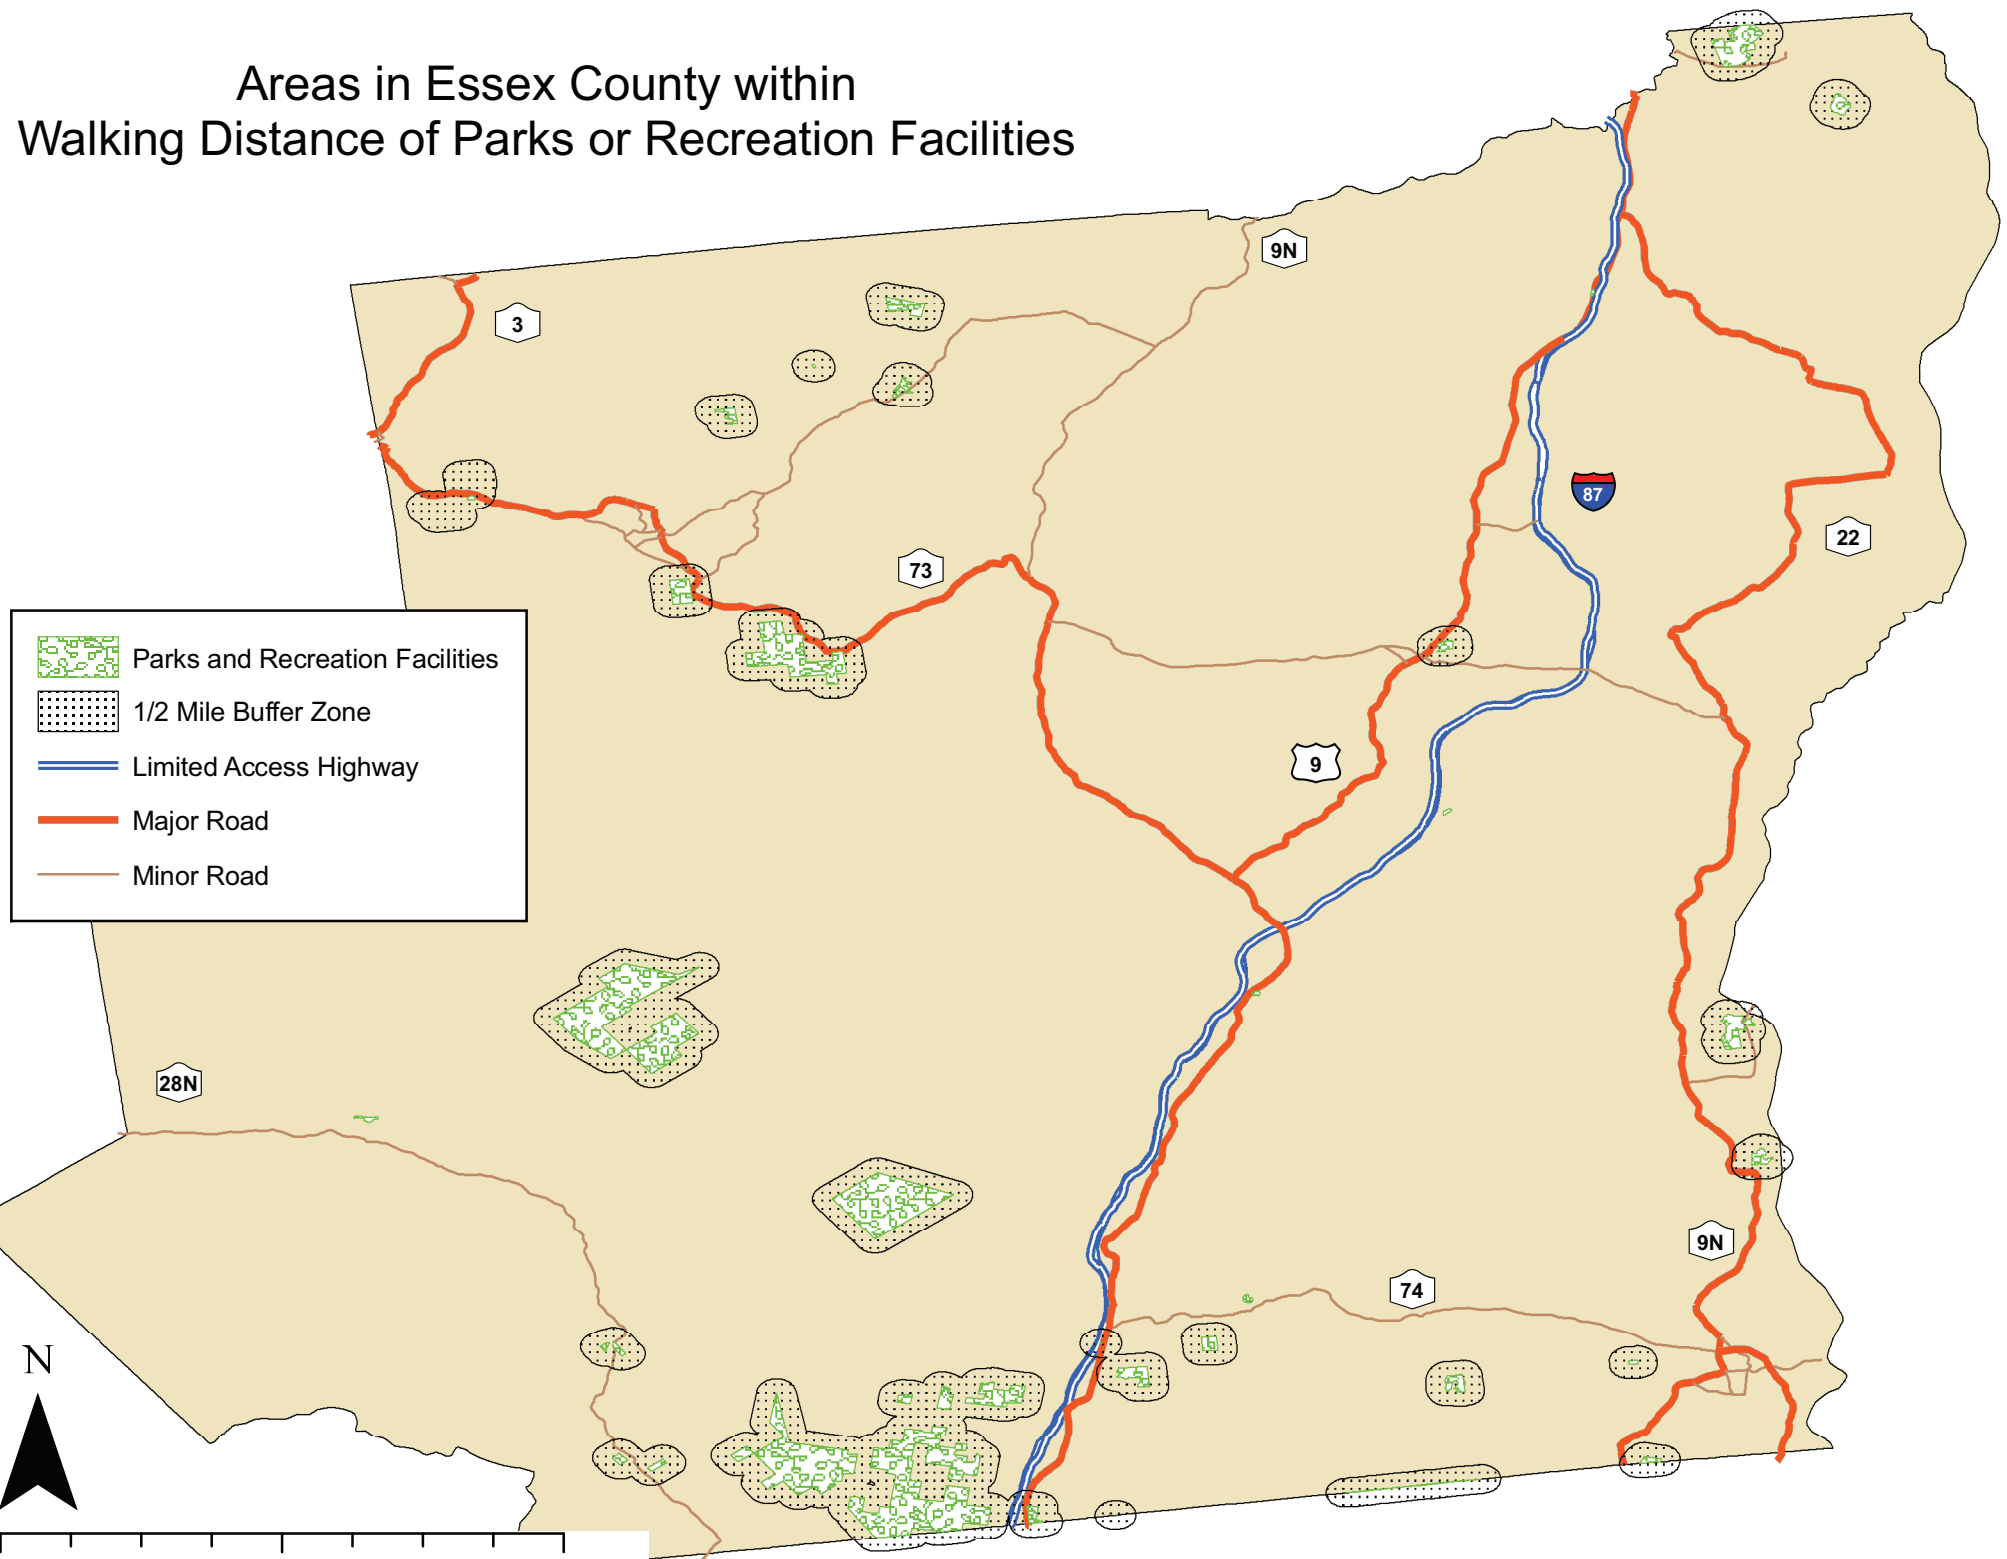 Areas in Essex County within
Walking Distance of Parks or Recreation Facilities
9N
3
87
22
73
Parks and Recreation Facilities
1/2 Mile Buffer Zone
Limited Access Highway
Major Road
Minor Road
9
28N
9N
74
N